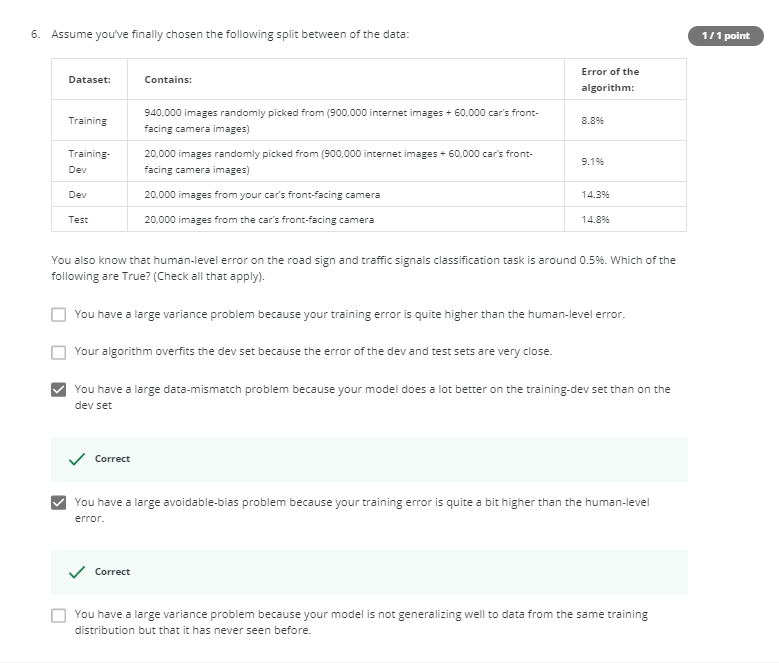 6. Assume you've finally chosen the following split between of the data:
1 / 1 point
Dataset: Contains: Error of the
algorithm:
Training 940,000 images randomly picked from (900,000 internet images + 60,000 car's front-
facing camera images) 8.8%
Training-
Dev 20,000 images randomly picked from (900,000 internet images + 60,000 car's front-
facing camera images) 9.1%
Dev 20,000 images from your car's front-facing camera 14.3%
Test 20,000 images from the car's front-facing camera 14.8%
You also know that human-level error on the road sign and traffic signals classification task is around 0.5%. Which of the
following are True? (Check all that apply).
You have a large variance problem because your training error is quite higher than the human-level error.
Your algorithm overfits the dev set because the error of the dev and test sets are very close.
You have a large data-mismatch problem because your model does a lot better on the training-dev set than on the
dev set
Correct
You have a large avoidable-bias problem because your training error is quite a bit higher than the human-level
error.
Correct
You have a large variance problem because your model is not generalizing well to data from the same training
distribution but that it has never seen before.